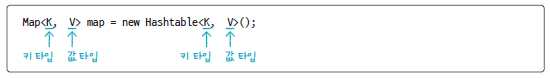 Map<K, V> map = new Hashtable<K, V>();
키 타입 값 타입 키 타입 값 타입